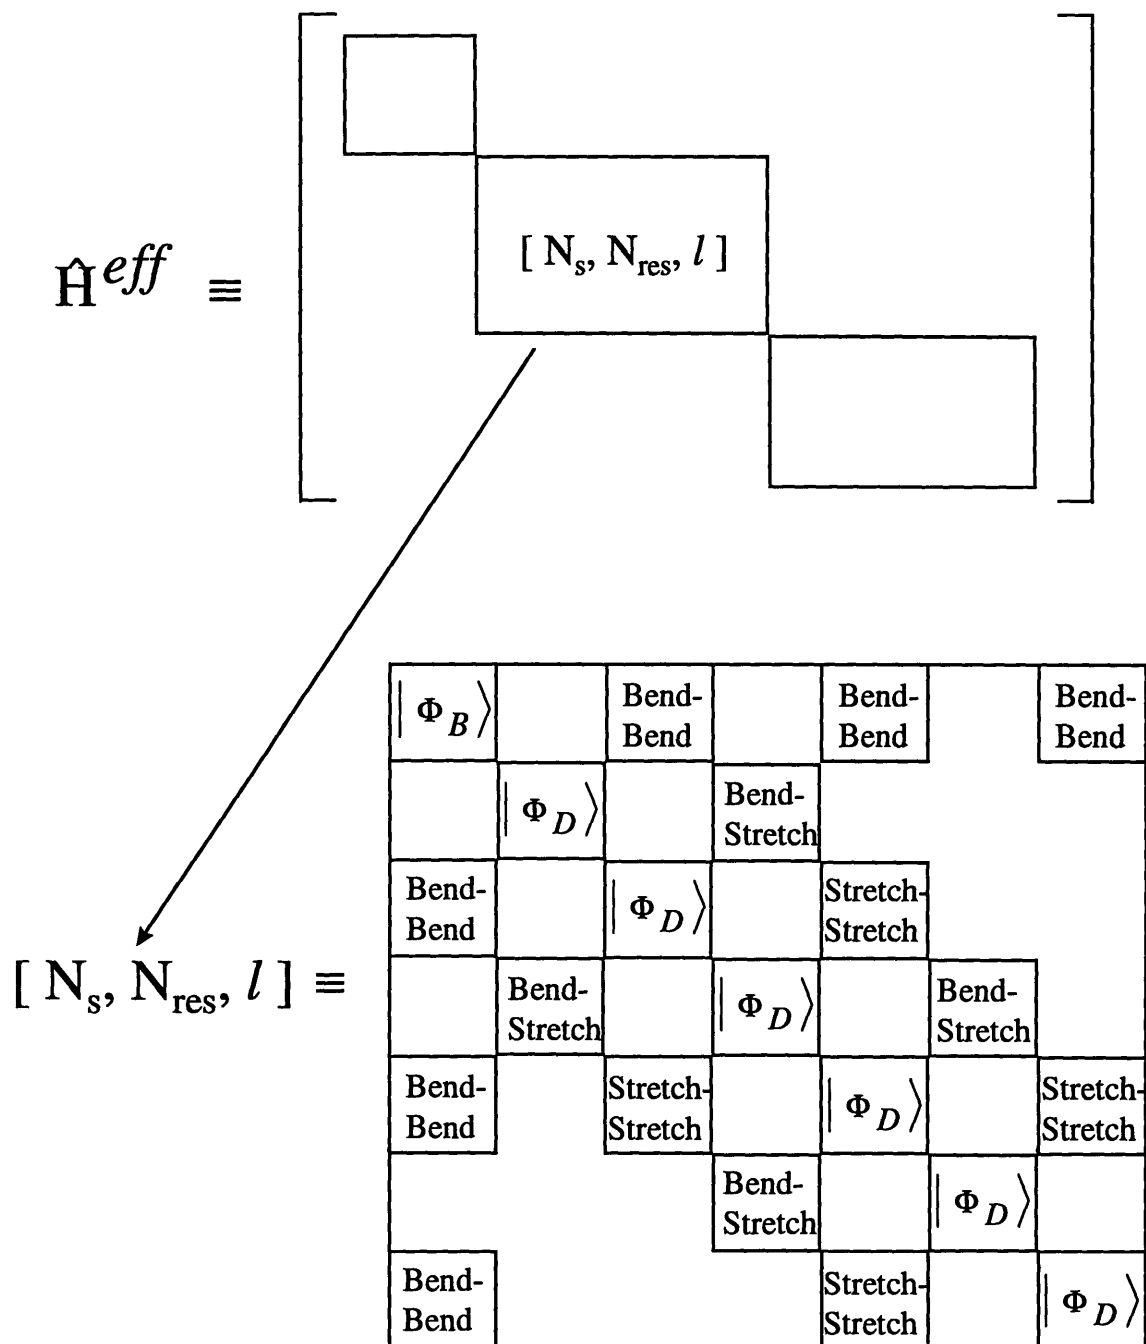 [ Nₛ, N_res, l ]
Ĥ^eff ≡
|Φ_B⟩ Bend- Bend- Bend-
Bend Bend Bend
|Φ_D⟩ Bend-
Stretch
Bend- |Φ_D⟩ Stretch-
Bend Stretch
[ Nₛ, N_res, l ] ≡ Bend- |Φ_D⟩ Bend-
Stretch Stretch
Bend- Stretch- |Φ_D⟩ Stretch-
Bend Stretch Stretch
Bend- |Φ_D⟩
Stretch
Bend- Stretch- |Φ_D⟩
Bend Stretch